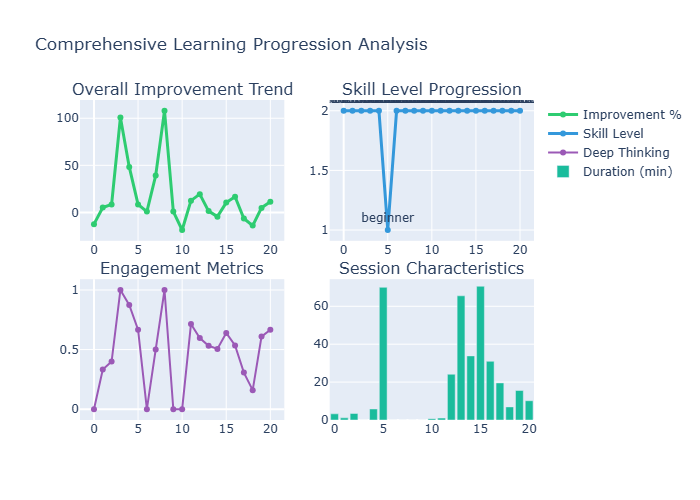 Comprehensive Learning Progression Analysis
Overall Improvement Trend
Skill Level Progression
100
50
0
0 5 10 15 20
2
1.5
1
beginner
0 5 10 15 20
Improvement %
Skill Level
Deep Thinking
Duration (min)
Engagement Metrics
Session Characteristics
1
0.5
0
0 5 10 15 20
60
40
20
0
0 5 10 15 20